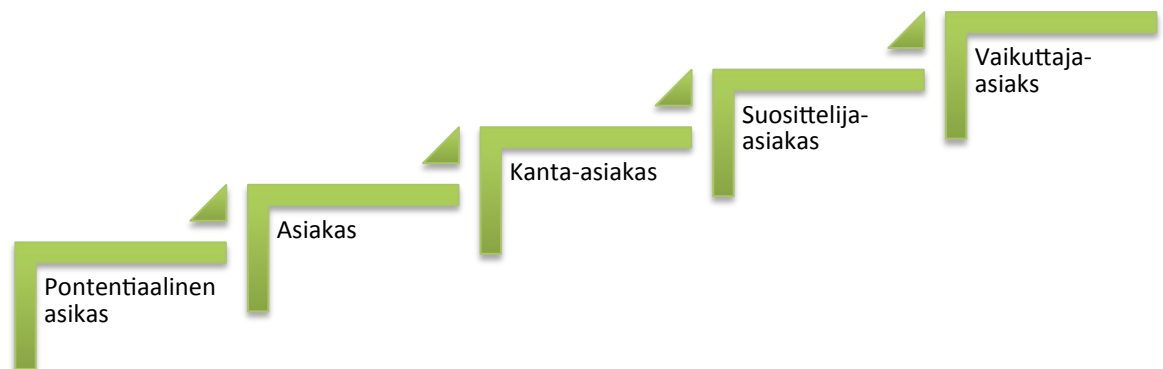 Pontentiaalinen
asikas
Asiakas
Kanta-asiakas
Suosittelija-
asiakas
Vaikuttaja-
asiaks